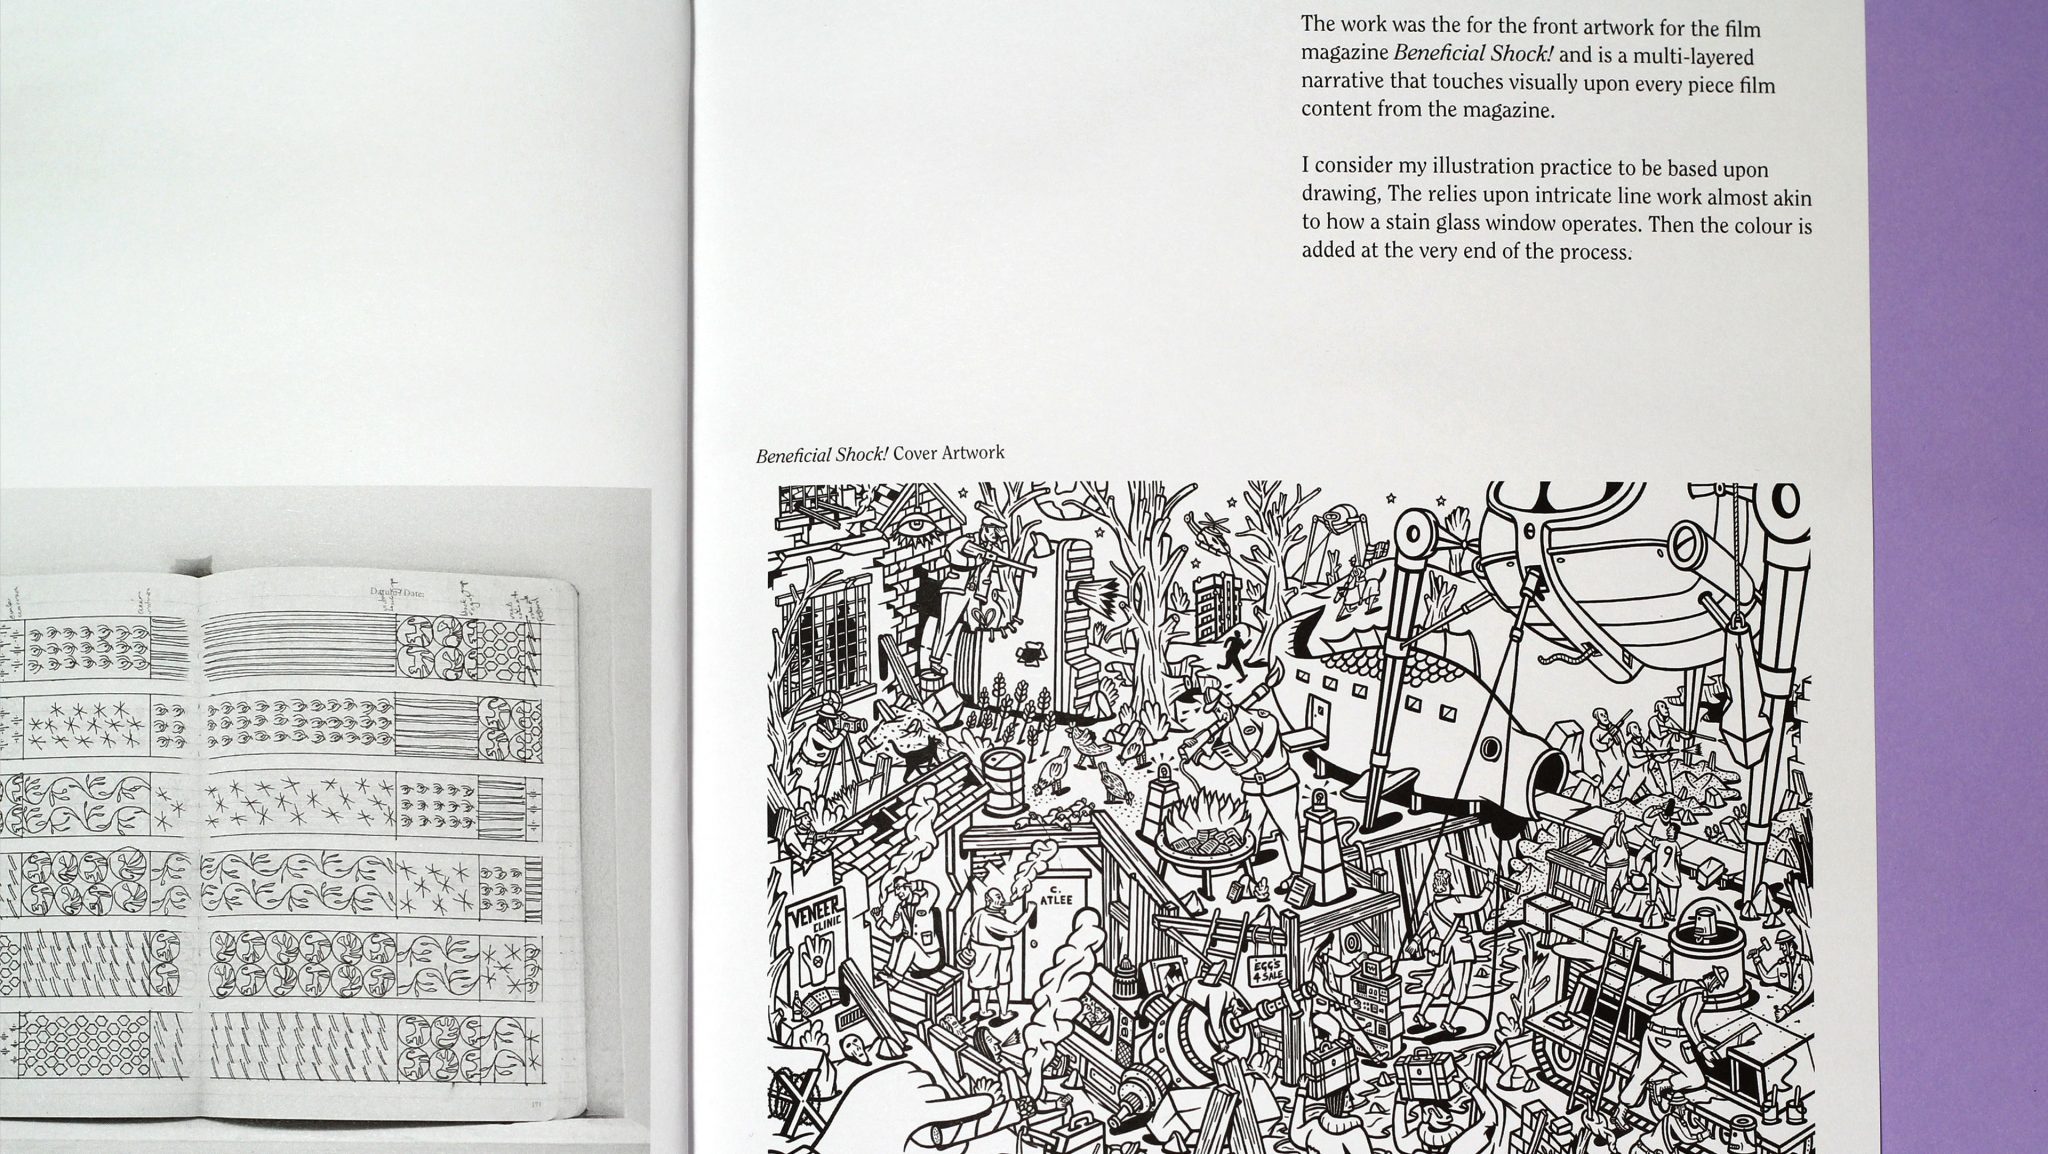 The work was the for the front artwork for the film
magazine Beneficial Shock! and is a multi-layered
narrative that touches visually upon every piece film
content from the magazine.
I consider my illustration practice to be based upon
drawing, The relies upon intricate line work almost akin
to how a stain glass window operates. Then the colour is
added at the very end of the process.
Beneficial Shock! Cover Artwork
C.
ATLEE
VENEER
CLINIC
EGG'S
4 SALE
9